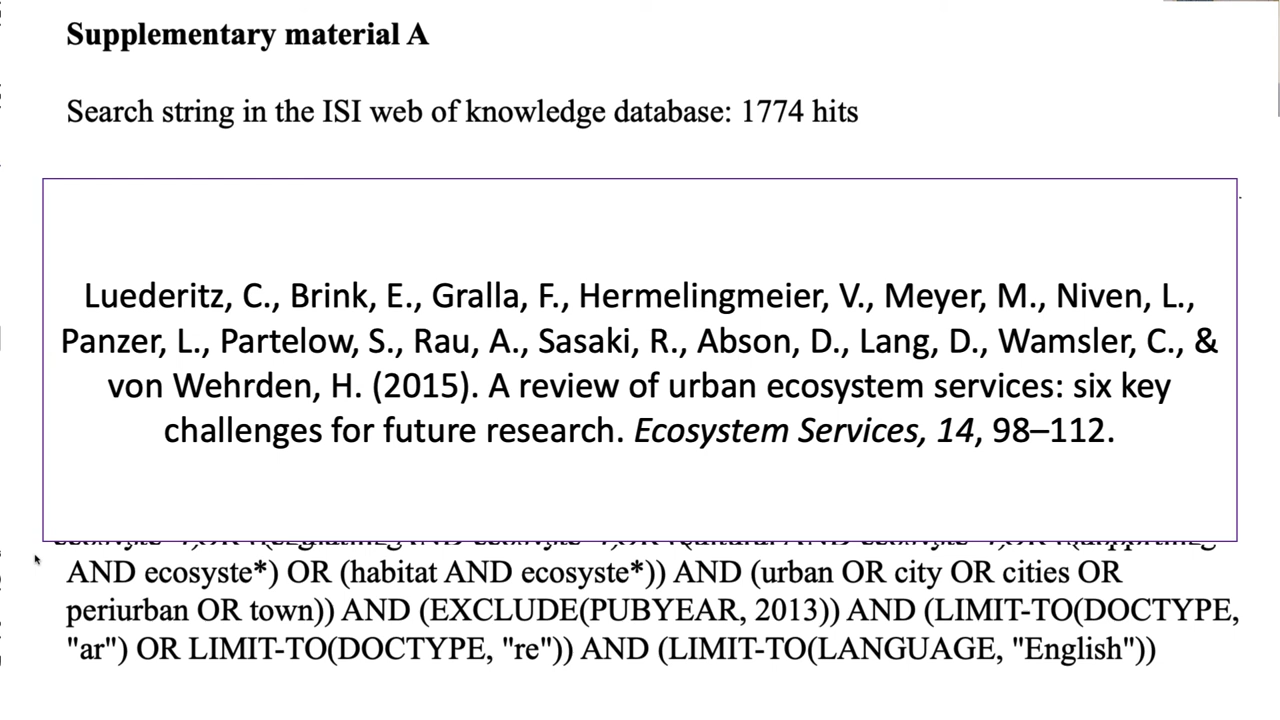 Supplementary material A
Search string in the ISI web of knowledge database: 1774 hits
Luederitz, C., Brink, E., Gralla, F., Hermelingmeier, V., Meyer, M., Niven, L.,
Panzer, L., Partelow, S., Rau, A., Sasaki, R., Abson, D., Lang, D., Wamsler, C., &
von Wehrden, H. (2015). A review of urban ecosystem services: six key
challenges for future research. Ecosystem Services, 14, 98–112.
AND ecosyste*) OR (habitat AND ecosyste*)) AND (urban OR city OR cities OR
periurban OR town)) AND (EXCLUDE(PUBYEAR, 2013)) AND (LIMIT-TO(DOCTYPE,
"ar") OR LIMIT-TO(DOCTYPE, "re")) AND (LIMIT-TO(LANGUAGE, "English"))